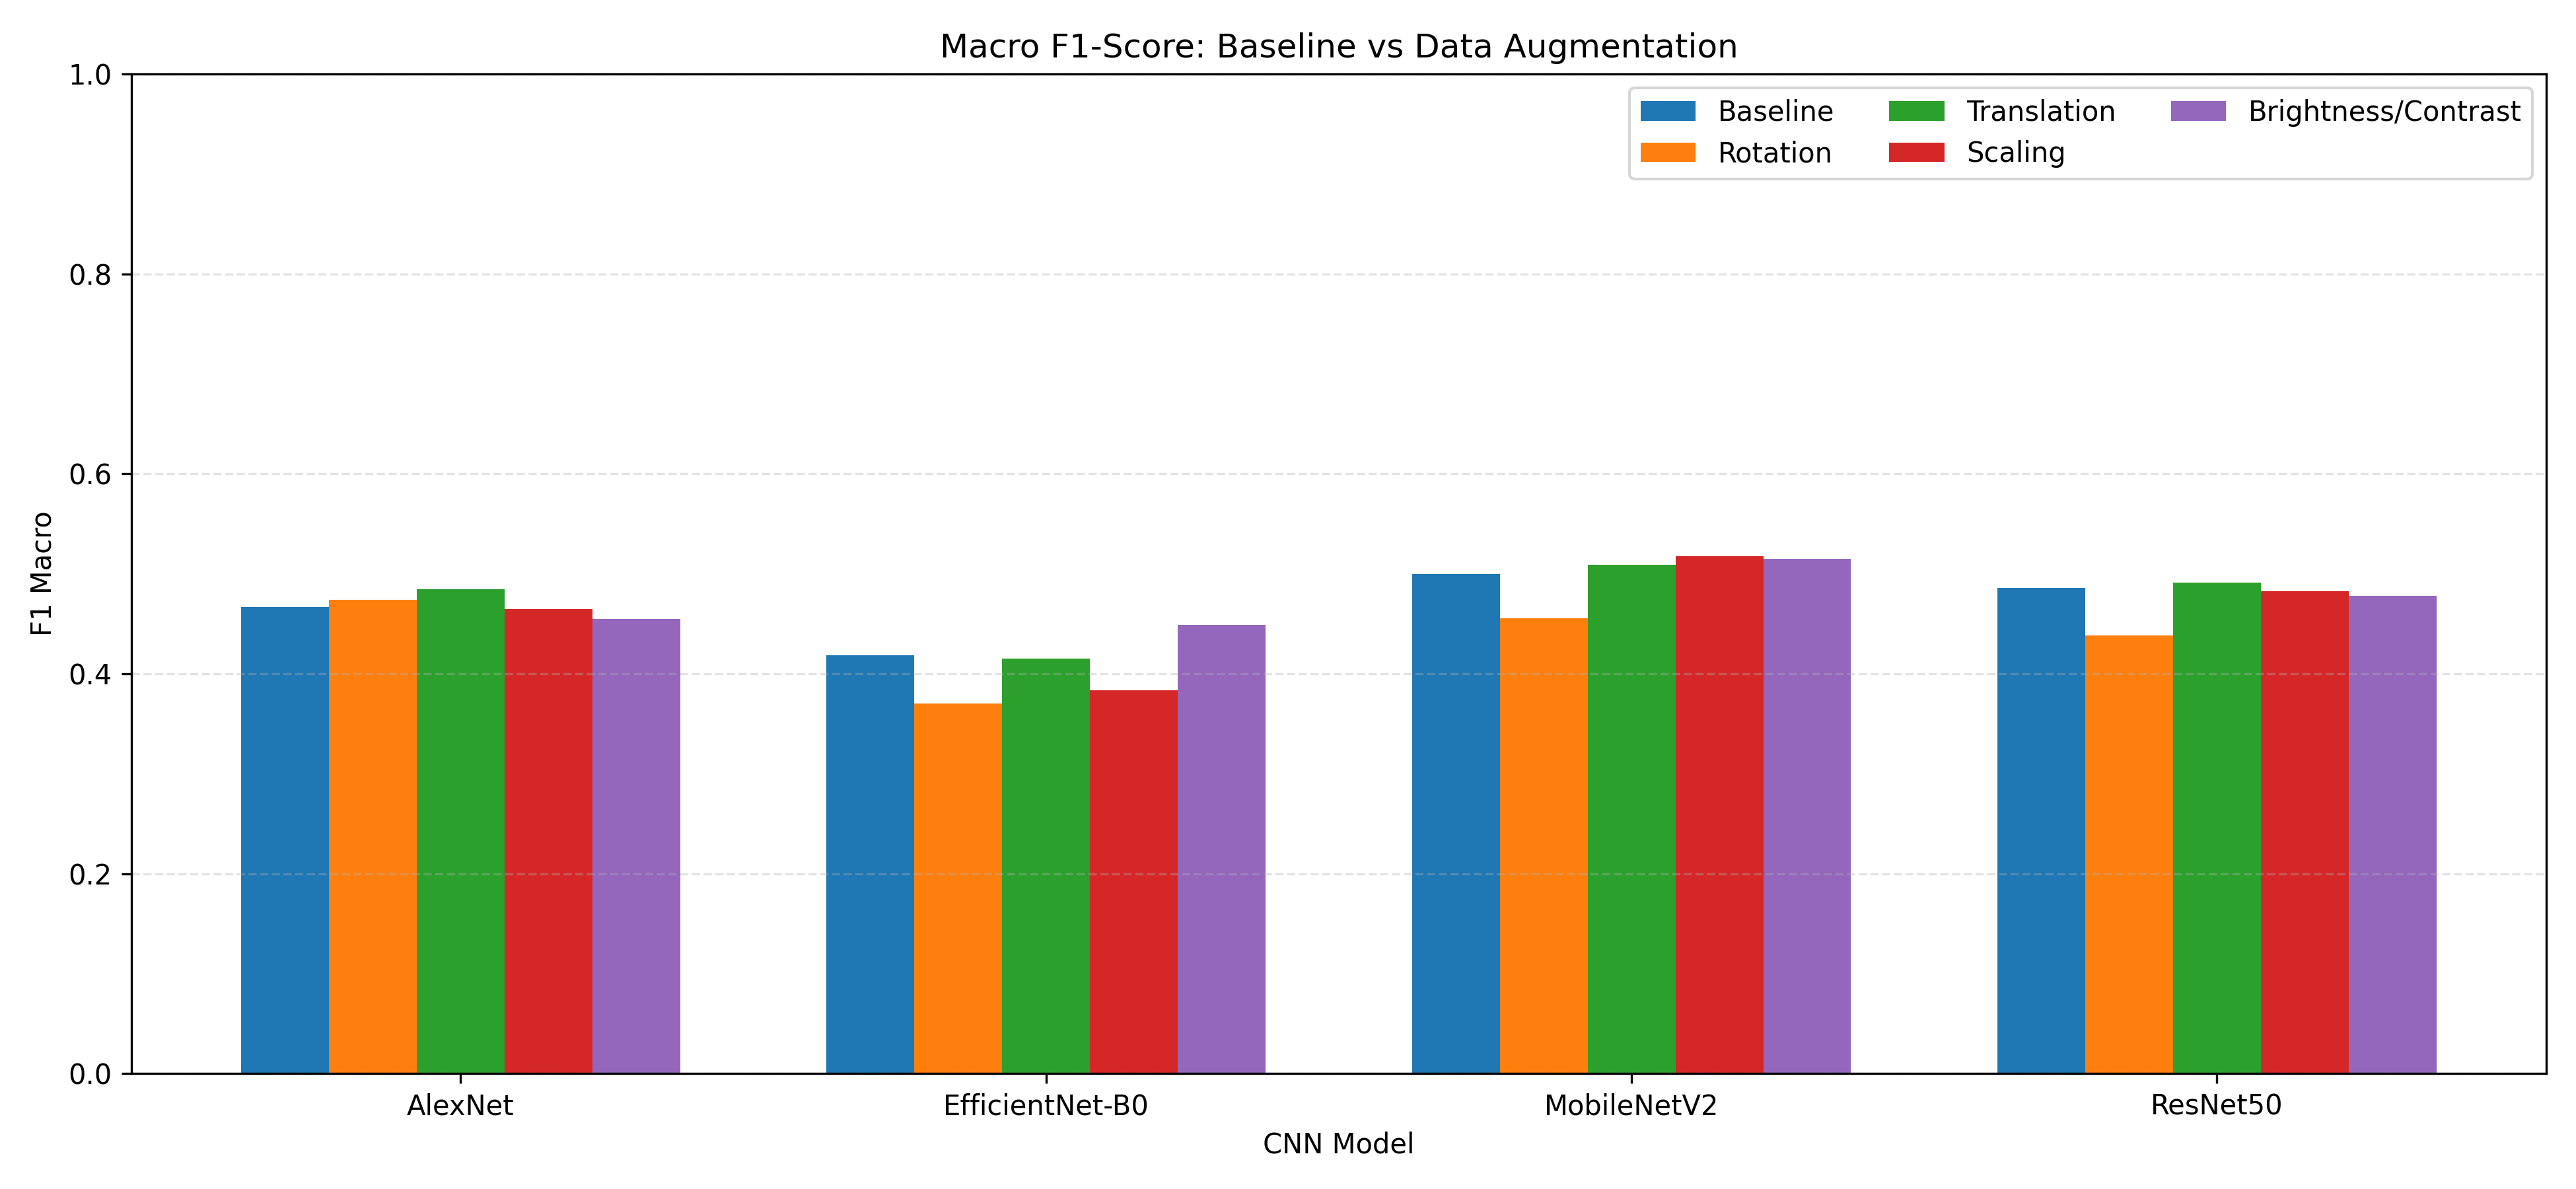 Macro F1-Score: Baseline vs Data Augmentation
Baseline
Rotation
Translation
Scaling
Brightness/Contrast
F1 Macro
1.0
0.8
0.6
0.4
0.2
0.0
AlexNet
EfficientNet-B0
MobileNetV2
ResNet50
CNN Model